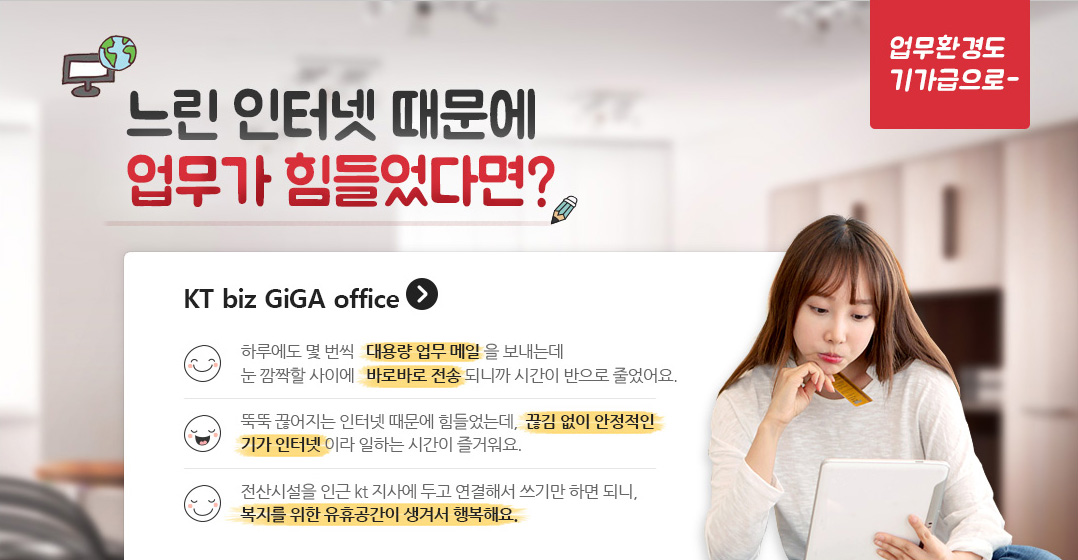 업무환경도
기가급으로-
느린 인터넷 때문에
업무가 힘들었다면?
KT biz GiGA office
하루에도 몇 번씩 대용량 업무 메일을 보내는데
눈 깜짝할 사이에 바로바로 전송되니까 시간이 반으로 줄었어요.
뚝뚝 끊어지는 인터넷 때문에 힘들었는데, 끊김 없이 안정적인
기가 인터넷이라 일하는 시간이 즐거워요.
전산시설을 인근 kt 지사에 두고 연결해서 쓰기만 하면 되니,
복지를 위한 유휴공간이 생겨서 행복해요.